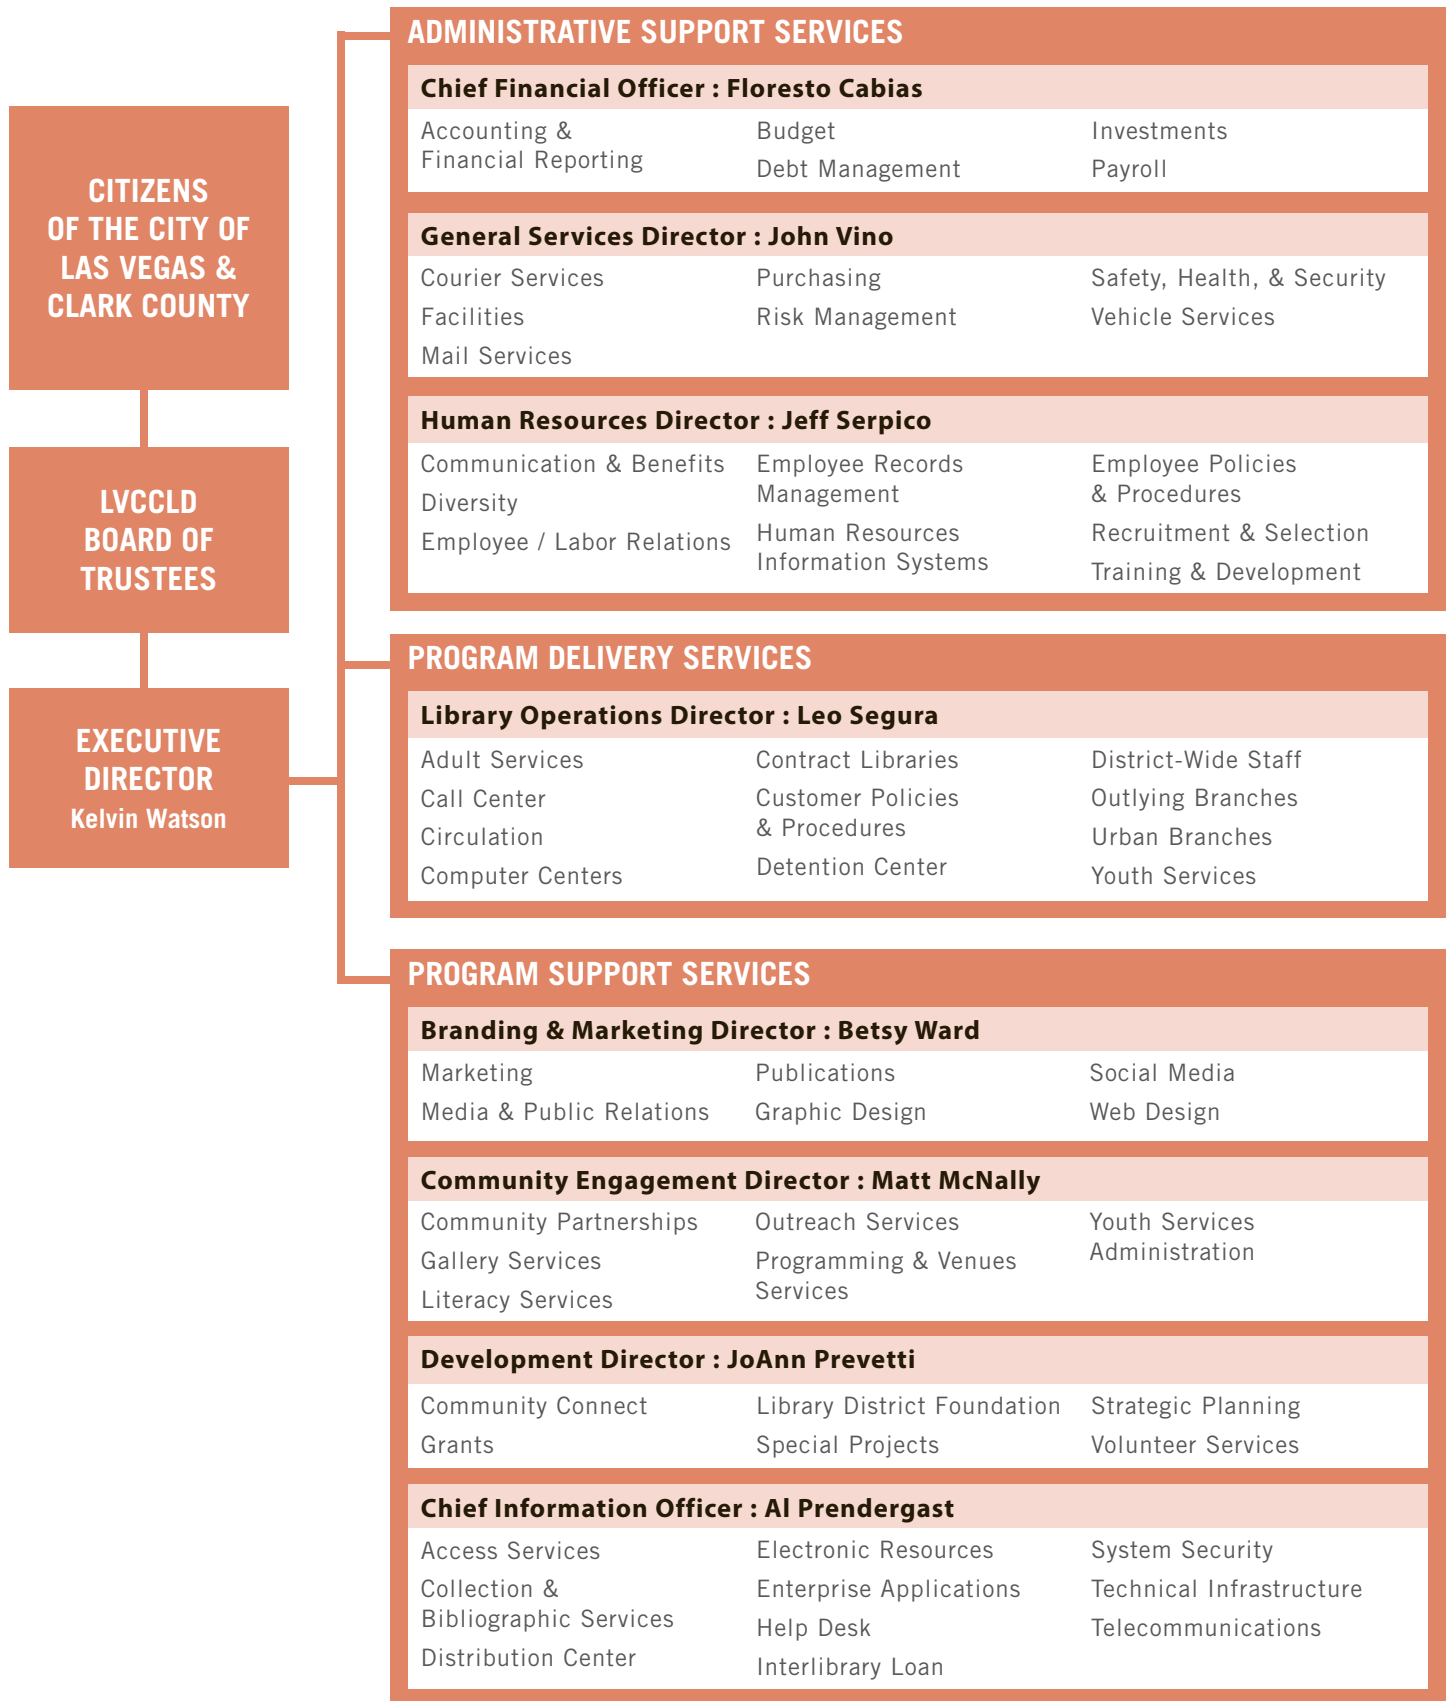 CITIZENS
OF THE CITY OF
LAS VEGAS &
CLARK COUNTY
LVCCLD
BOARD OF
TRUSTEES
EXECUTIVE
DIRECTOR
Kelvin Watson
ADMINISTRATIVE SUPPORT SERVICES
Chief Financial Officer : Floresto Cabias
Accounting &
Financial Reporting
Budget
Debt Management
Investments
Payroll
General Services Director : John Vino
Courier Services
Facilities
Mail Services
Purchasing
Risk Management
Safety, Health, & Security
Vehicle Services
Human Resources Director : Jeff Serpico
Communication & Benefits
Diversity
Employee / Labor Relations
Employee Records
Management
Human Resources
Information Systems
Employee Policies
& Procedures
Recruitment & Selection
Training & Development
PROGRAM DELIVERY SERVICES
Library Operations Director : Leo Segura
Adult Services
Call Center
Circulation
Computer Centers
Contract Libraries
Customer Policies
& Procedures
Detention Center
District-Wide Staff
Outlying Branches
Urban Branches
Youth Services
PROGRAM SUPPORT SERVICES
Branding & Marketing Director : Betsy Ward
Marketing
Media & Public Relations
Publications
Graphic Design
Social Media
Web Design
Community Engagement Director : Matt McNally
Community Partnerships
Gallery Services
Literacy Services
Outreach Services
Programming & Venues
Services
Youth Services
Administration
Development Director : JoAnn Prevetti
Community Connect
Grants
Library District Foundation
Special Projects
Strategic Planning
Volunteer Services
Chief Information Officer : Al Prendergast
Access Services
Collection &
Bibliographic Services
Distribution Center
Electronic Resources
Enterprise Applications
Help Desk
Interlibrary Loan
System Security
Technical Infrastructure
Telecommunications